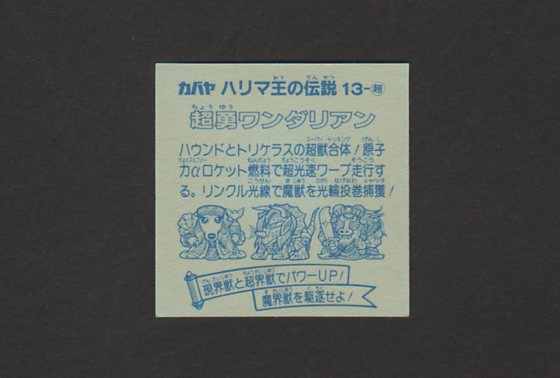 カバヤ ハリマ王の伝説 13-超
超勇ワンダリアン
ハウンドとトリケラスの超獣合体！原子
力αロケット燃料で超光速ワープ走行す
る。リンクル光線で魔獣を光輪投巻捕獲！
現界獣と超界獣でパワーUP！
魔界獣を駆逐せよ！